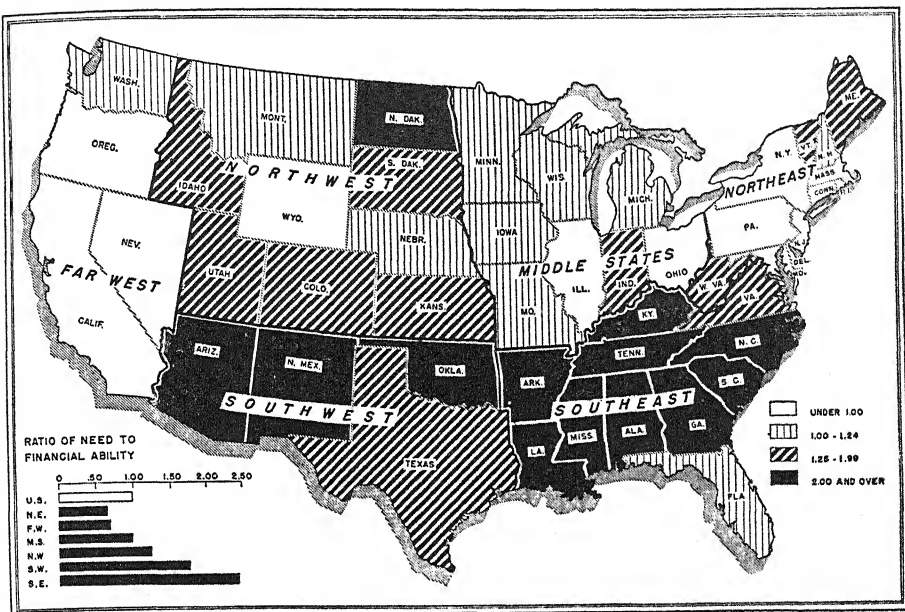 WASH.
MONT.
N. DAK.
MINN.
ME.
OREG.
IDAHO
NORTHWEST
S. DAK.
WIS.
MICH.
N.Y.
VT.
N.H.
MASS.
CONN.
NORTHEAST
WYO.
NEBR.
IOWA
PA.
NEV.
FAR WEST
CALIF.
UTAH
COLO.
KANS.
MIDDLE STATES
MO.
ILL.
IND.
OHIO
W. VA.
VA.
DEL.
MD.
KY.
ARIZ.
N. MEX.
OKLA.
ARK.
TENN.
N. C.
S. C.
SOUTHWEST
SOUTHEAST
TEXAS
LA.
MISS.
ALA.
GA.
FLA.
UNDER 1.00
1.00 - 1.24
1.25 - 1.99
2.00 AND OVER
RATIO OF NEED TO
FINANCIAL ABILITY
0 .50 1.00 1.50 2.00 2.50
U.S.
N.E.
F.W.
M.S.
N.W
S.W.
S.E.